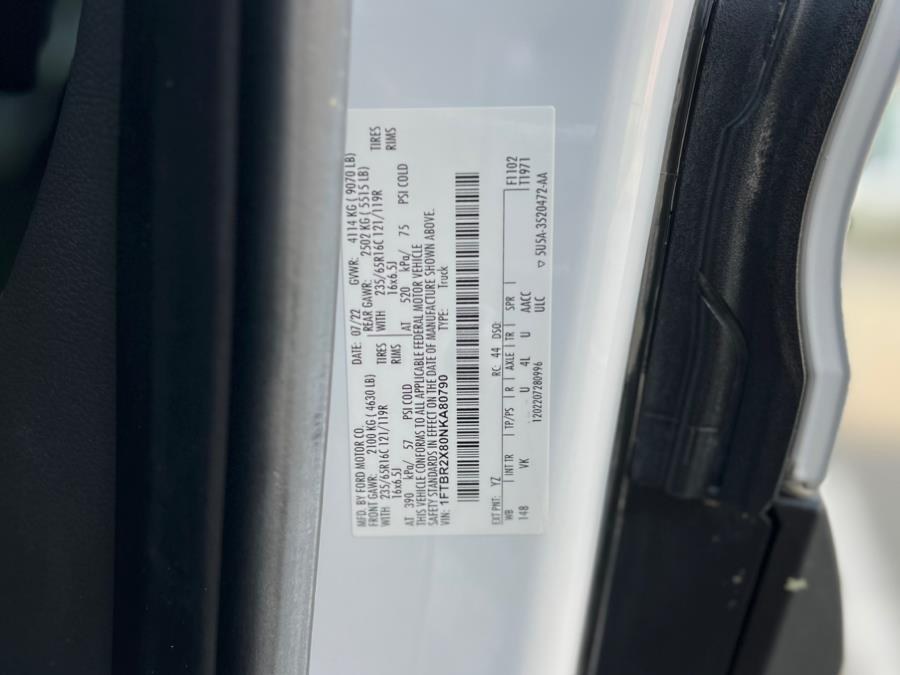 MFD. BY FORD MOTOR CO.
DATE: 07/22 GVWR: 4114 KG ( 9070 LB)
FRONT GAWR: 2100 KG ( 4630 LB) REAR GAWR: 2502 KG ( 5515 LB)
WITH 235/65R16C 121/119R TIRES WITH 235/65R16C 121/119R TIRES
16x6.5J RIMS 16x6.5J RIMS
AT 390 kPa/ 57 PSI COLD AT 520 kPa/ 75 PSI COLD
THIS VEHICLE CONFORMS TO ALL APPLICABLE FEDERAL MOTOR VEHICLE
SAFETY STANDARDS IN EFFECT ON THE DATE OF MANUFACTURE SHOWN ABOVE.
VIN: 1FTBR2X80NKA80790 TYPE: Truck
EXT PNT: YZ RC: 44 DSO: F1102
WB INT TR TP/PS R AXLE TR SPR T1971
148 VK U 4L U AACC
1202207280996 ULC ▽ 5U5A-3520472-AA